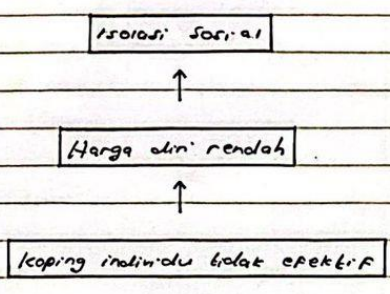 Isolasi Sosial
Harga diri rendah
Koping individu tidak efektif